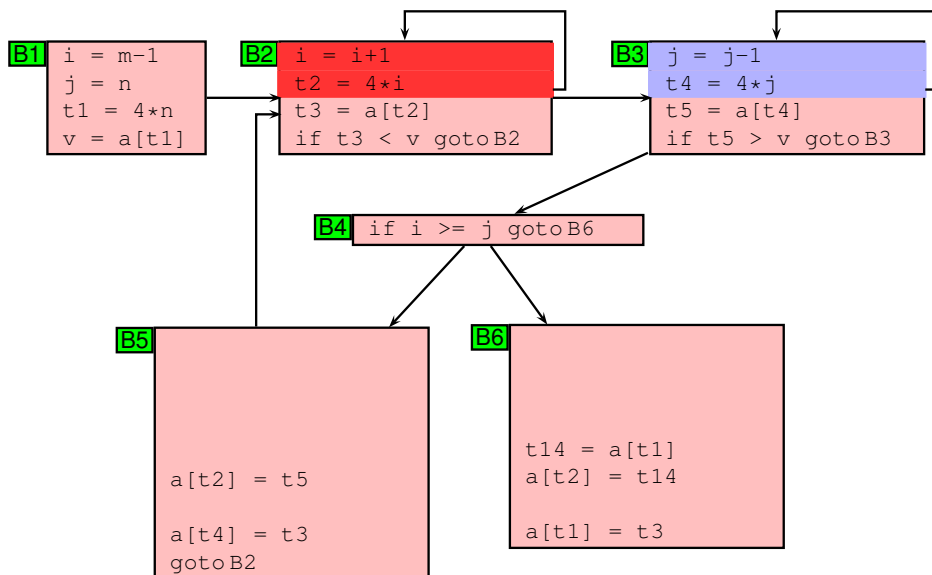 B1
i = m-1
j = n
t1 = 4*n
v = a[t1]
B2
i = i+1
t2 = 4*i
t3 = a[t2]
if t3 < v goto B2
B3
j = j-1
t4 = 4*j
t5 = a[t4]
if t5 > v goto B3
B4
if i >= j goto B6
B5
a[t2] = t5
a[t4] = t3
goto B2
B6
t14 = a[t1]
a[t2] = t14
a[t1] = t3